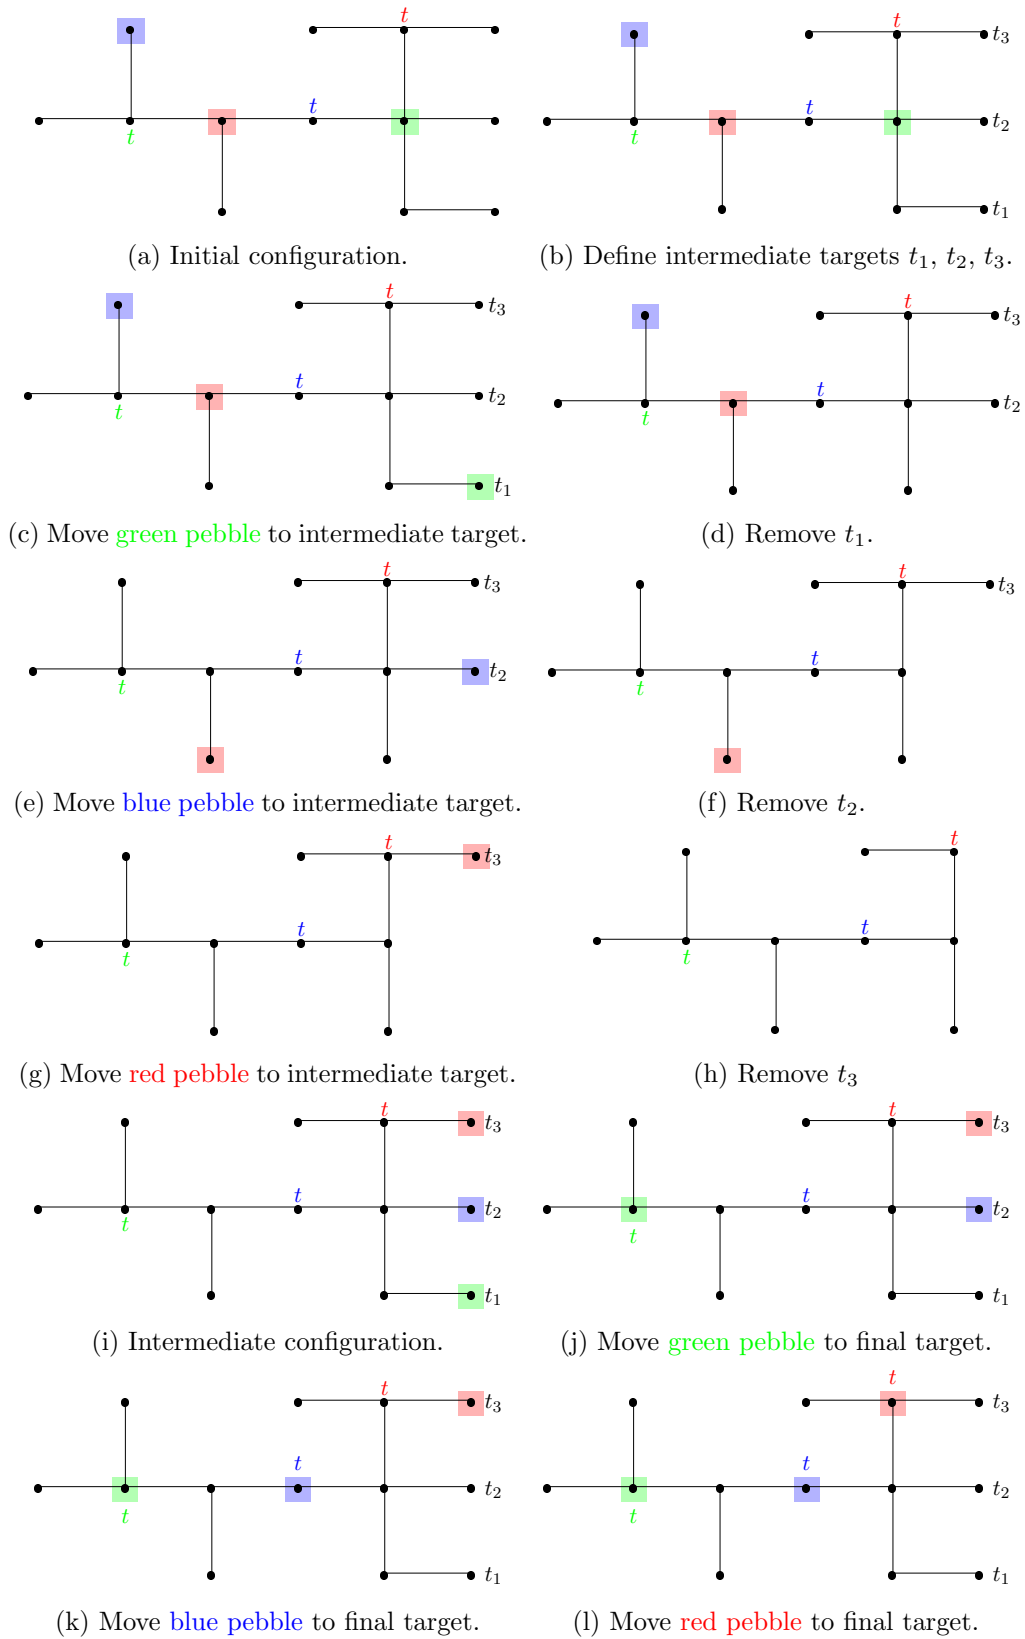 t
t
t
(a) Initial configuration.
t
t₃
t
t₂
t
t₁
(b) Define intermediate targets t₁, t₂, t₃.
t
t₃
t
t₂
t
t₁
(c) Move green pebble to intermediate target.
t
t₃
t
t₂
t
(d) Remove t₁.
t
t₃
t
t₂
t
(e) Move blue pebble to intermediate target.
t
t₃
t
t
(f) Remove t₂.
t
t₃
t
t
(g) Move red pebble to intermediate target.
t
t
t
(h) Remove t₃
t
t₃
t
t₂
t
t₁
(i) Intermediate configuration.
t
t₃
t
t₂
t
t₁
(j) Move green pebble to final target.
t
t₃
t
t₂
t
t₁
(k) Move blue pebble to final target.
t
t₃
t
t₂
t
t₁
(l) Move red pebble to final target.